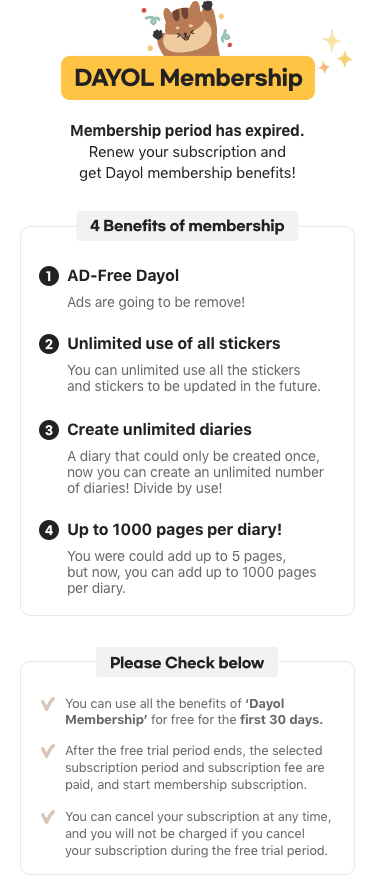 DAYOL Membership
Membership period has expired.
Renew your subscription and
get Dayol membership benefits!
4 Benefits of membership
1 AD-Free Dayol
Ads are going to be remove!
2 Unlimited use of all stickers
You can unlimited use all the stickers
and stickers to be updated in the future.
3 Create unlimited diaries
A diary that could only be created once,
now you can create an unlimited number
of diaries! Divide by use!
4 Up to 1000 pages per diary!
You were could add up to 5 pages,
but now, you can add up to 1000 pages
per diary.
Please Check below
You can use all the benefits of ‘Dayol
Membership’ for free for the first 30 days.
After the free trial period ends, the selected
subscription period and subscription fee are
paid, and start membership subscription.
You can cancel your subscription at any time,
and you will not be charged if you cancel
your subscription during the free trial period.